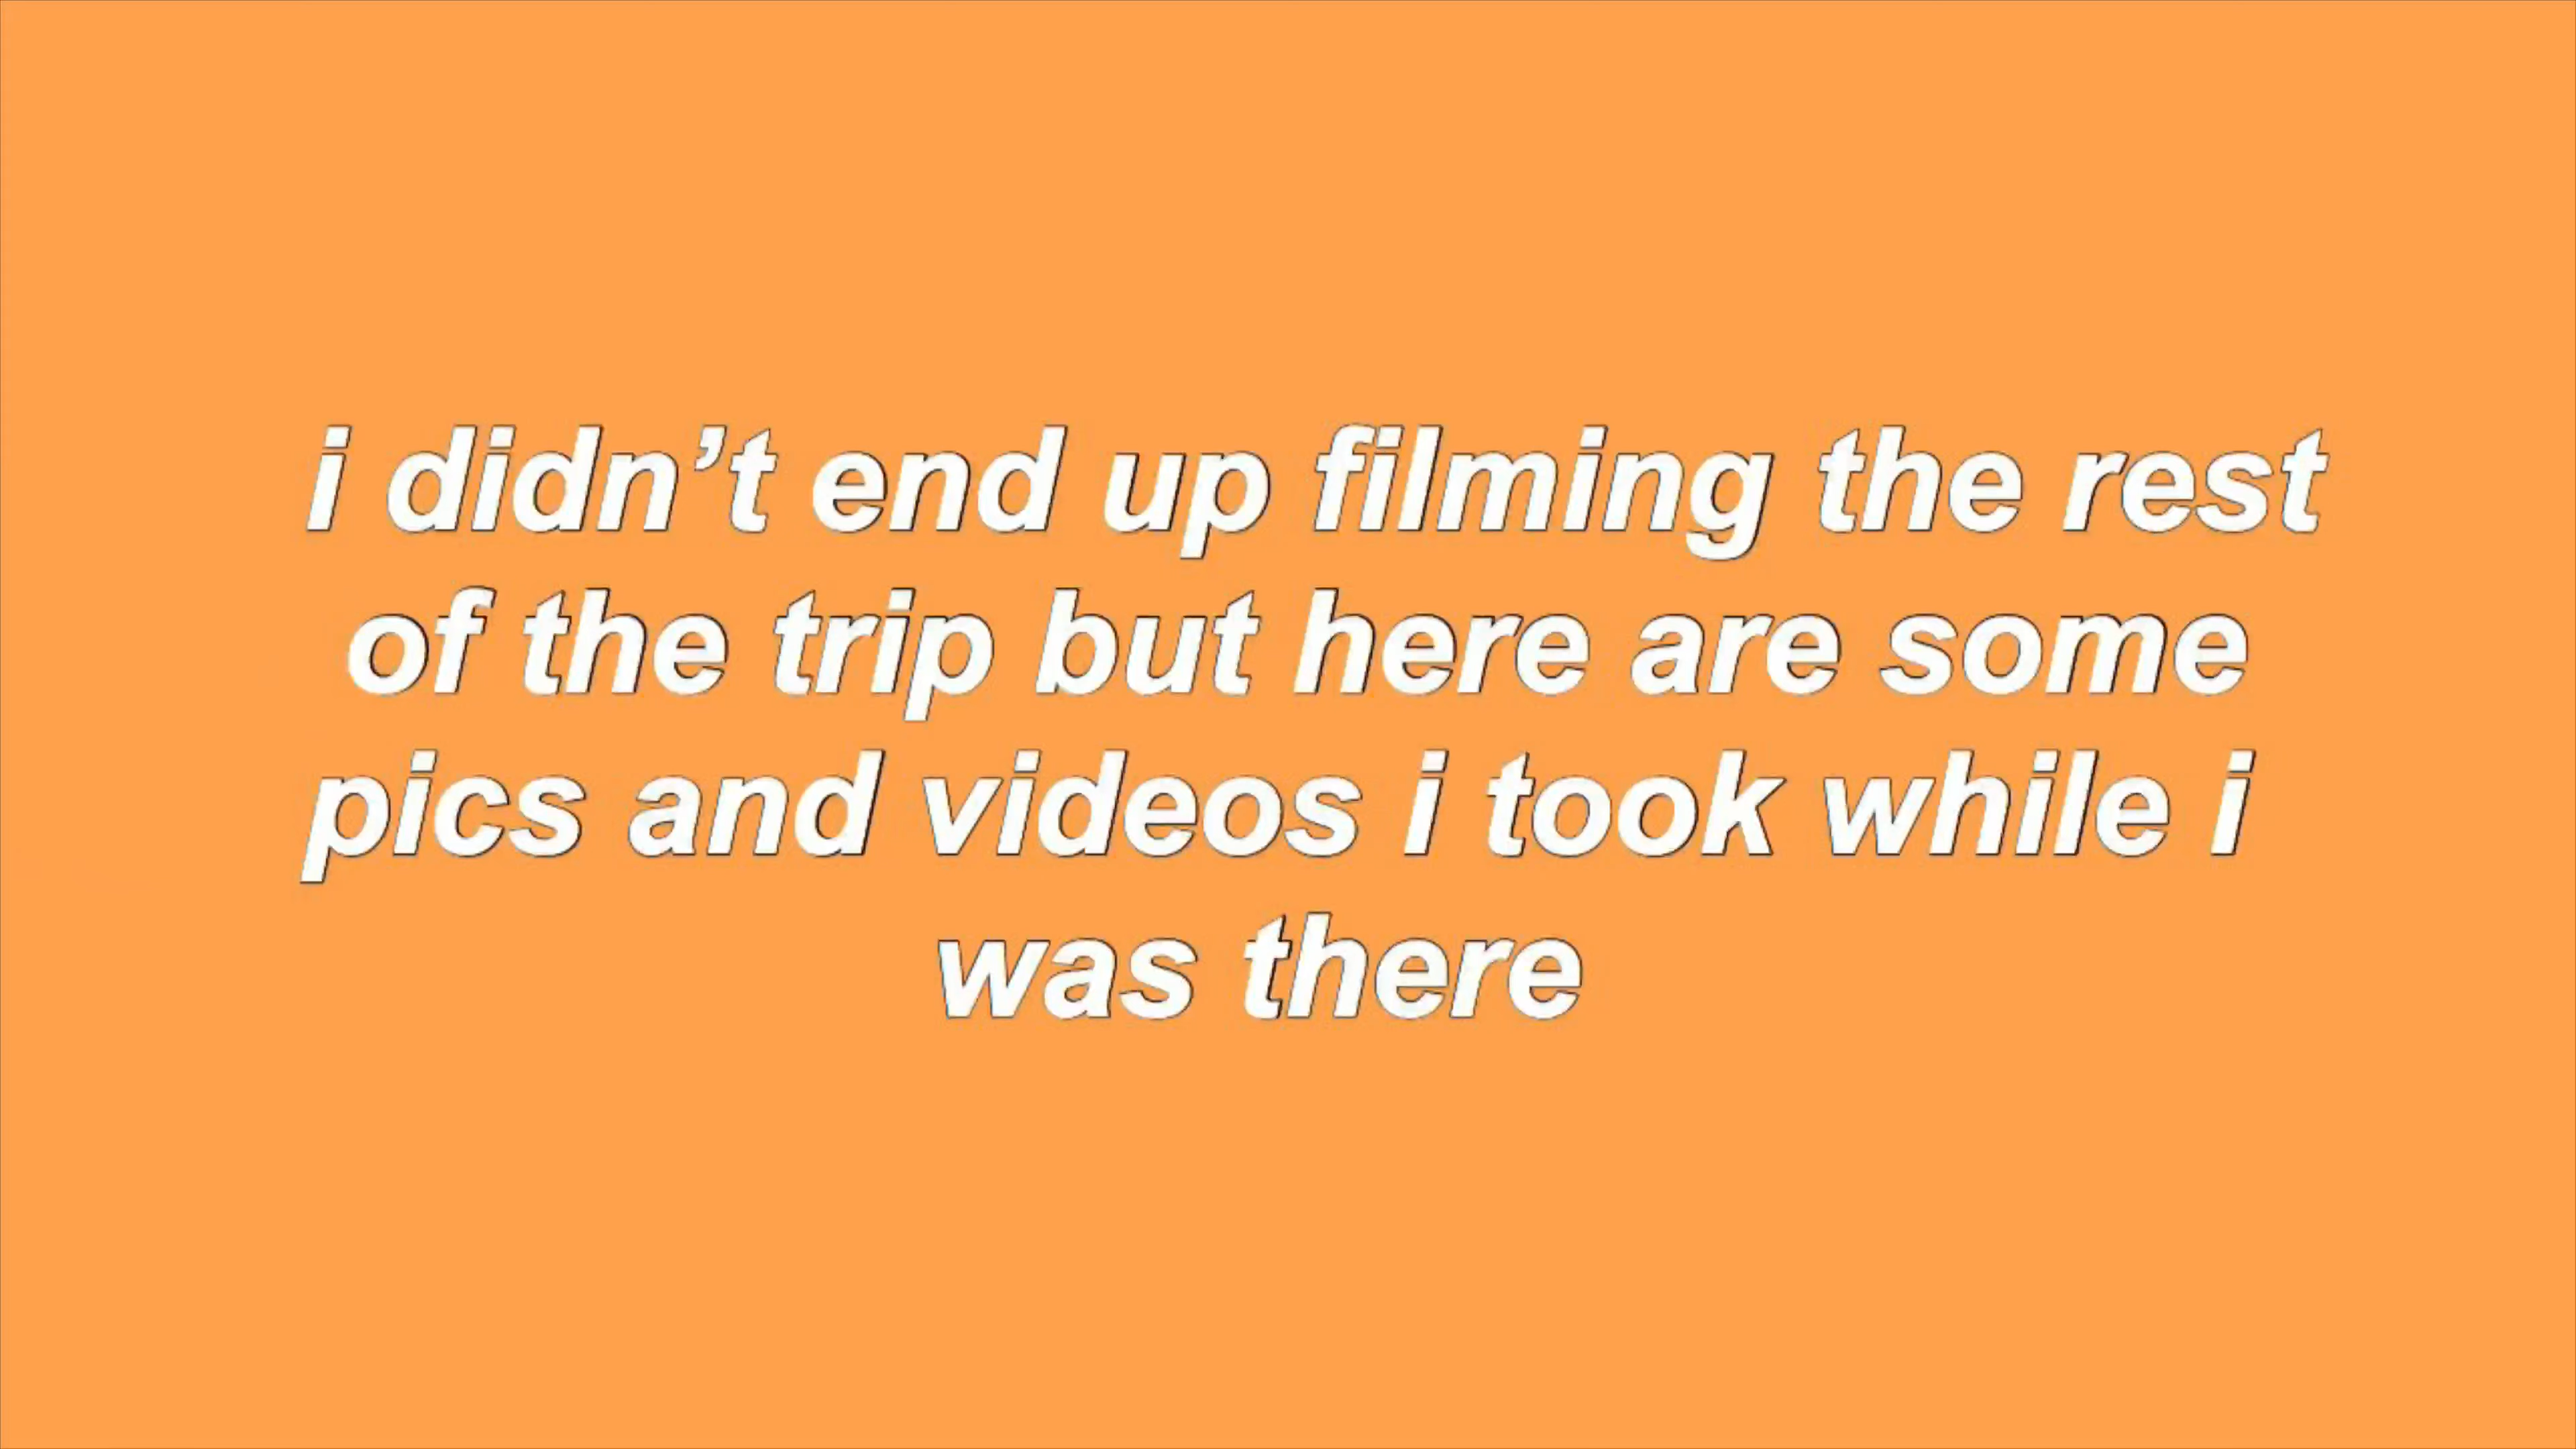 i didn’t end up filming the rest
of the trip but here are some
pics and videos i took while i
was there